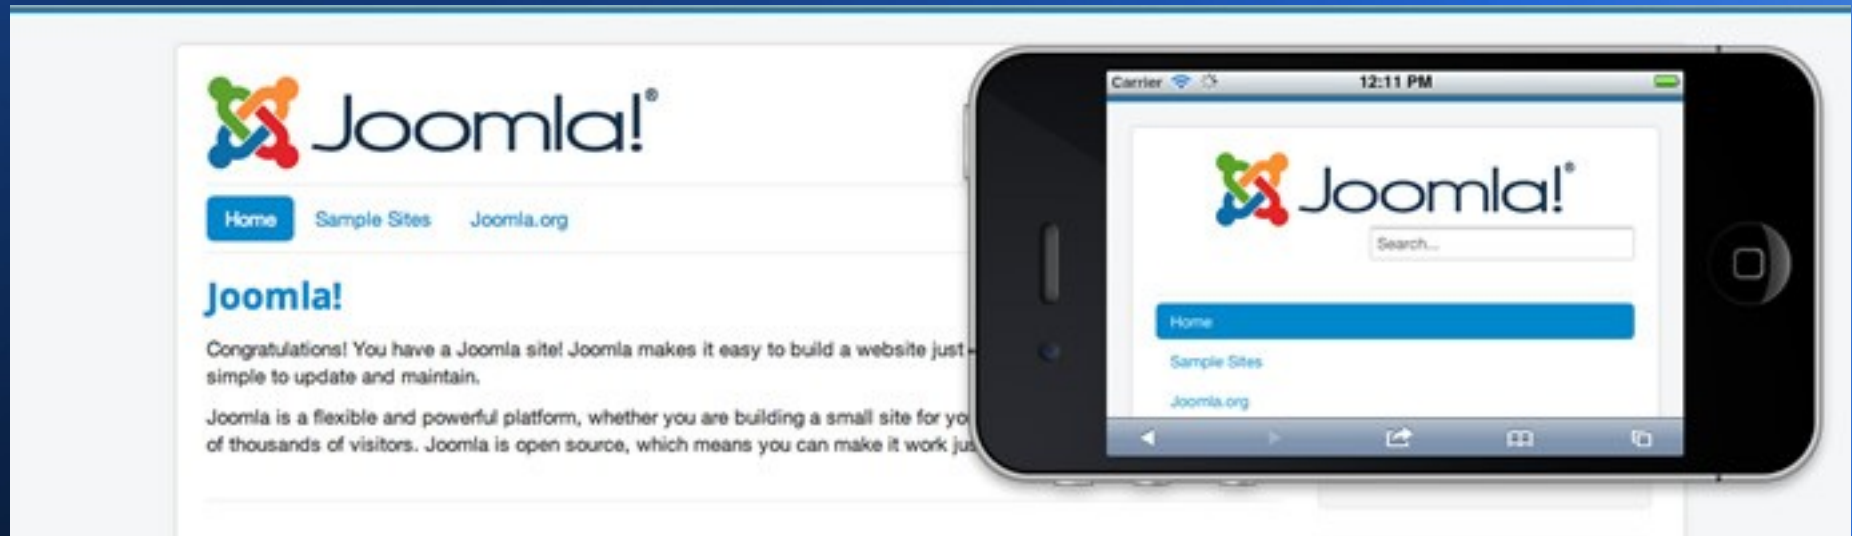 Joomla!®
Home Sample Sites Joomla.org
Joomla!
Congratulations! You have a Joomla site! Joomla makes it easy to build a website just
simple to update and maintain.
Joomla is a flexible and powerful platform, whether you are building a small site for yo
of thousands of visitors. Joomla is open source, which means you can make it work jus
Carrier 12:11 PM
Joomla!®
Search...
Home
Sample Sites
Joomla.org